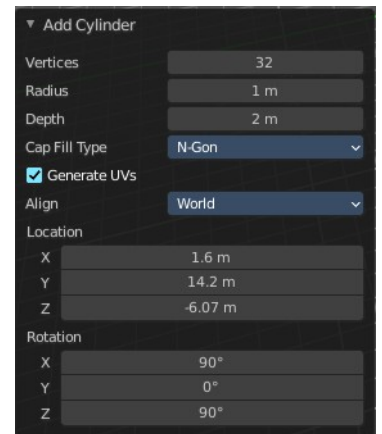 Add Cylinder
Vertices 32
Radius 1 m
Depth 2 m
Cap Fill Type N-Gon
Generate UVs
Align World
Location
X 1.6 m
Y 14.2 m
Z -6.07 m
Rotation
X 90°
Y 0°
Z 90°